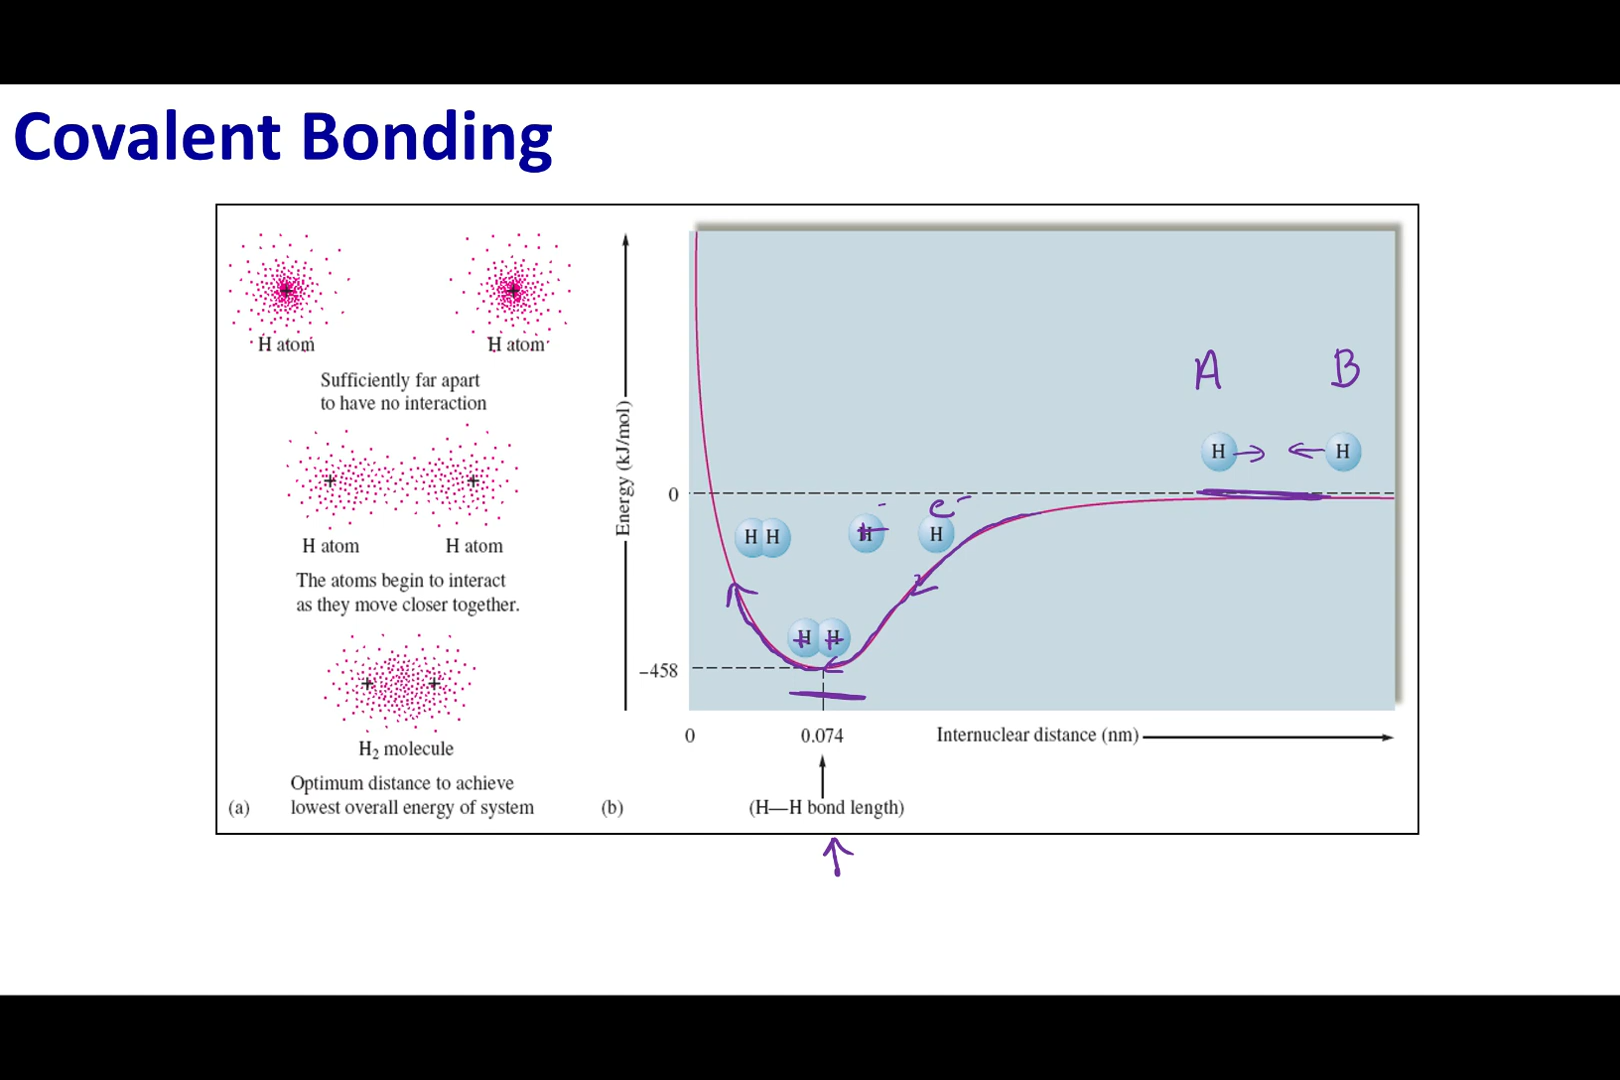 Covalent Bonding
H atom
H atom
Sufficiently far apart
to have no interaction
H atom
H atom
The atoms begin to interact
as they move closer together.
H₂ molecule
Optimum distance to achieve
lowest overall energy of system
(a)
Energy (kJ/mol)
0
−458
A
B
H
H
e⁻
H H
H
H
H H
0
0.074
Internuclear distance (nm)
(H—H bond length)
(b)